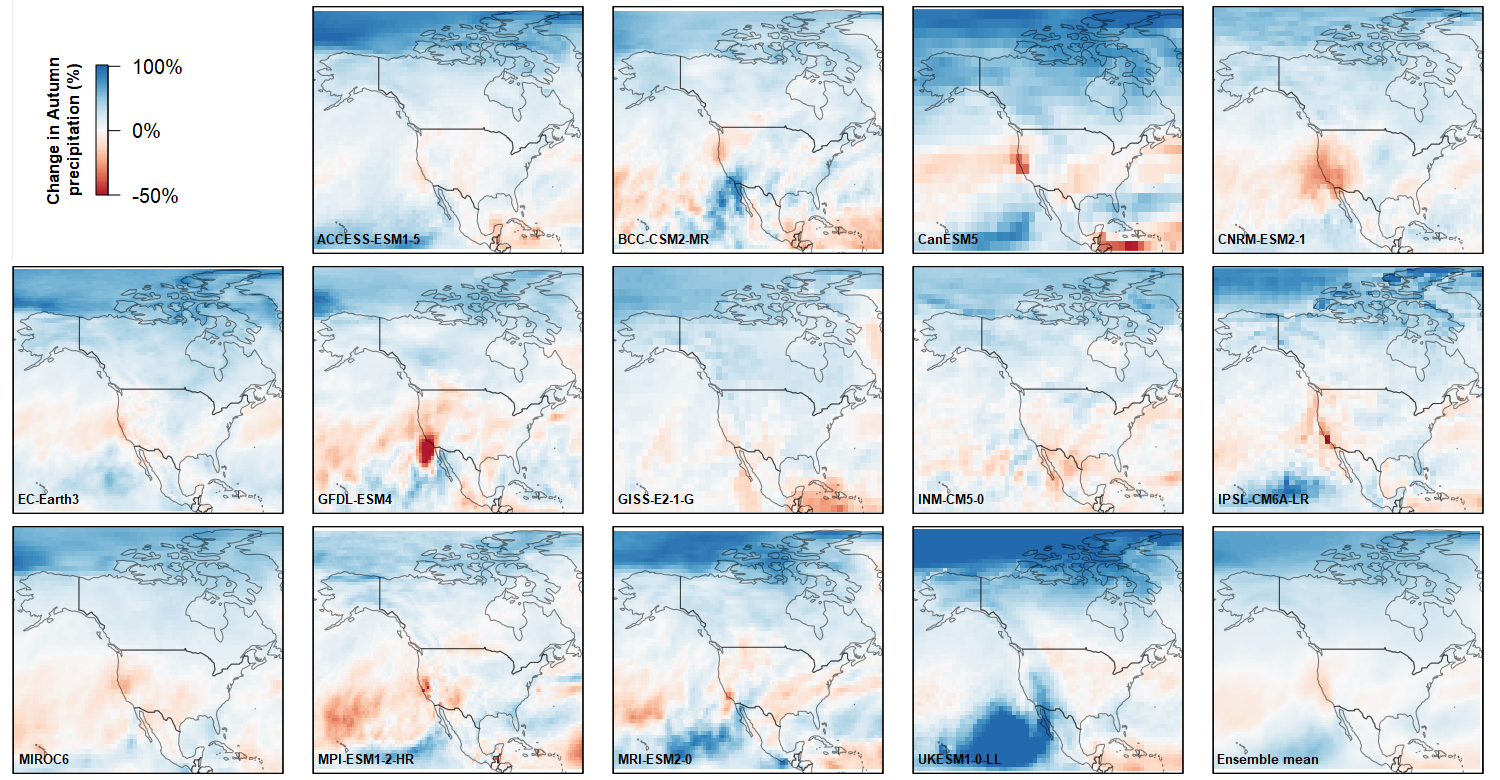 Change in Autumn
precipitation (%)
100%
0%
-50%
ACCESS-ESM1-5
BCC-CSM2-MR
CanESM5
CNRM-ESM2-1
EC-Earth3
GFDL-ESM4
GISS-E2-1-G
INM-CM5-0
IPSL-CM6A-LR
MIROC6
MPI-ESM1-2-HR
MRI-ESM2-0
UKESM1-0-LL
Ensemble mean